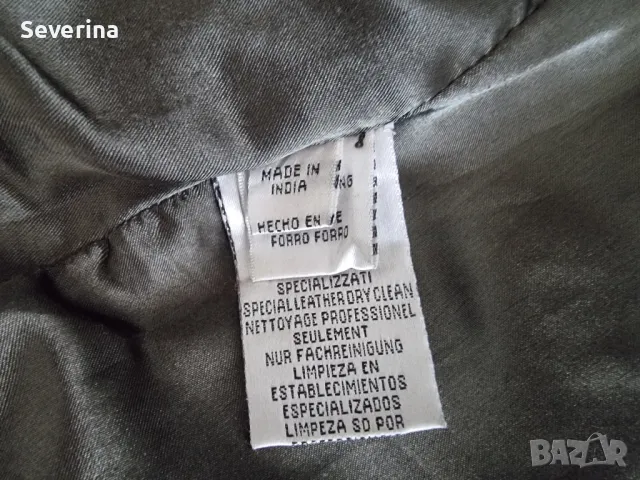 Severina
MADE IN
INDIA
NG
HECHO EN
FORRO FORRO
SPECIALIZZATI
SPECIAL LEATHER DRY CLEAN
NETTOYAGE PROFESSIONEL
SEULEMENT
NUR FACHREINIGUNG
LIMPIEZA EN
ESTABLECIMIENTOS
ESPECIALIZADOS
LIMPEZA SO POR
BAZAR